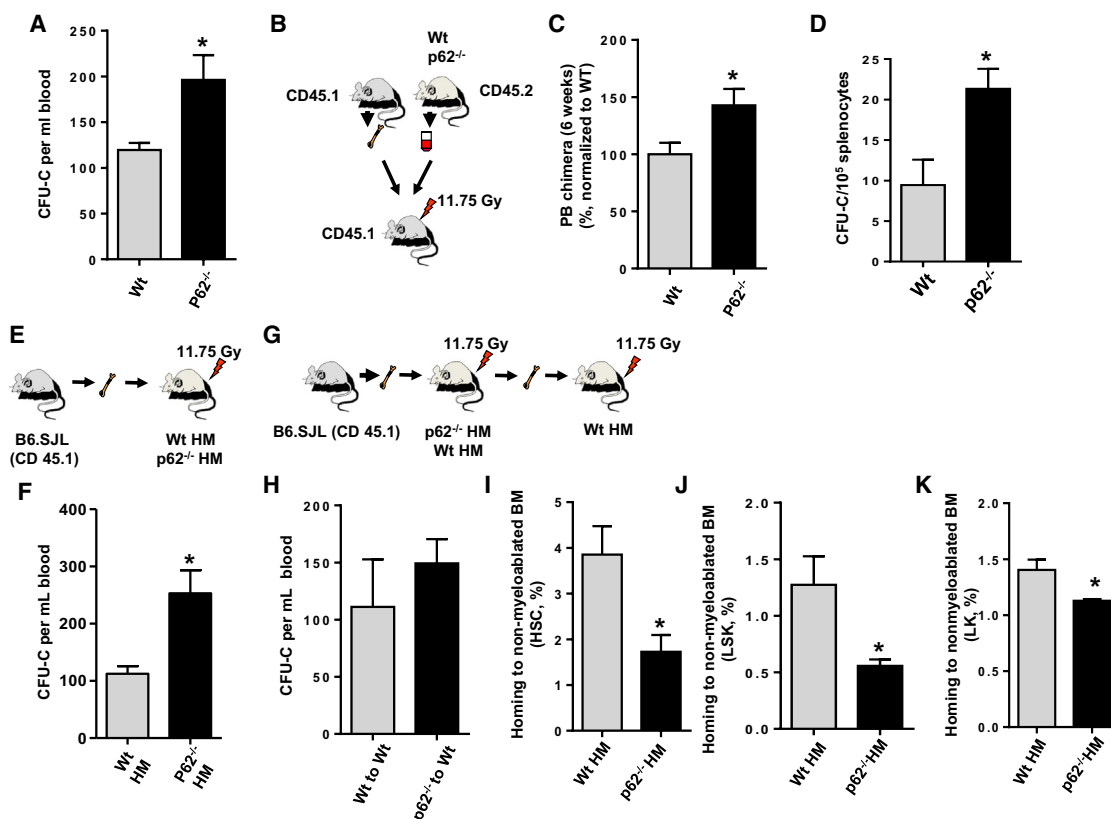 A
CFU-C per ml blood
250
200
150
100
50
0
*
Wt
P62-/-
B
Wt
p62-/-
CD45.1
CD45.2
11.75 Gy
CD45.1
C
PB chimera (6 weeks)
(%, normalized to WT)
200
150
100
50
0
*
Wt
P62-/-
D
CFU-C/10⁵ splenocytes
25
20
15
10
5
0
*
Wt
p62-/-
E
11.75 Gy
B6.SJL
(CD 45.1)
Wt HM
p62-/- HM
G
11.75 Gy
11.75 Gy
B6.SJL (CD 45.1)
p62-/- HM
Wt HM
Wt HM
F
CFU-C per mL blood
400
300
200
100
0
*
Wt
HM
P62-/-
HM
H
CFU-C per mL blood
200
150
100
50
0
Wt to Wt
p62-/- to Wt
I
Homing to non-myeloablated BM
(HSC, %)
5
4
3
2
1
0
*
Wt HM
p62-/- HM
J
Homing to non-myeloablated BM
(LSK, %)
2.0
1.5
1.0
0.5
0.0
*
Wt HM
p62-/-HM
K
Homing to nonmyeloablated BM
(LK, %)
2.0
1.5
1.0
0.5
0.0
*
Wt HM
p62-/-HM